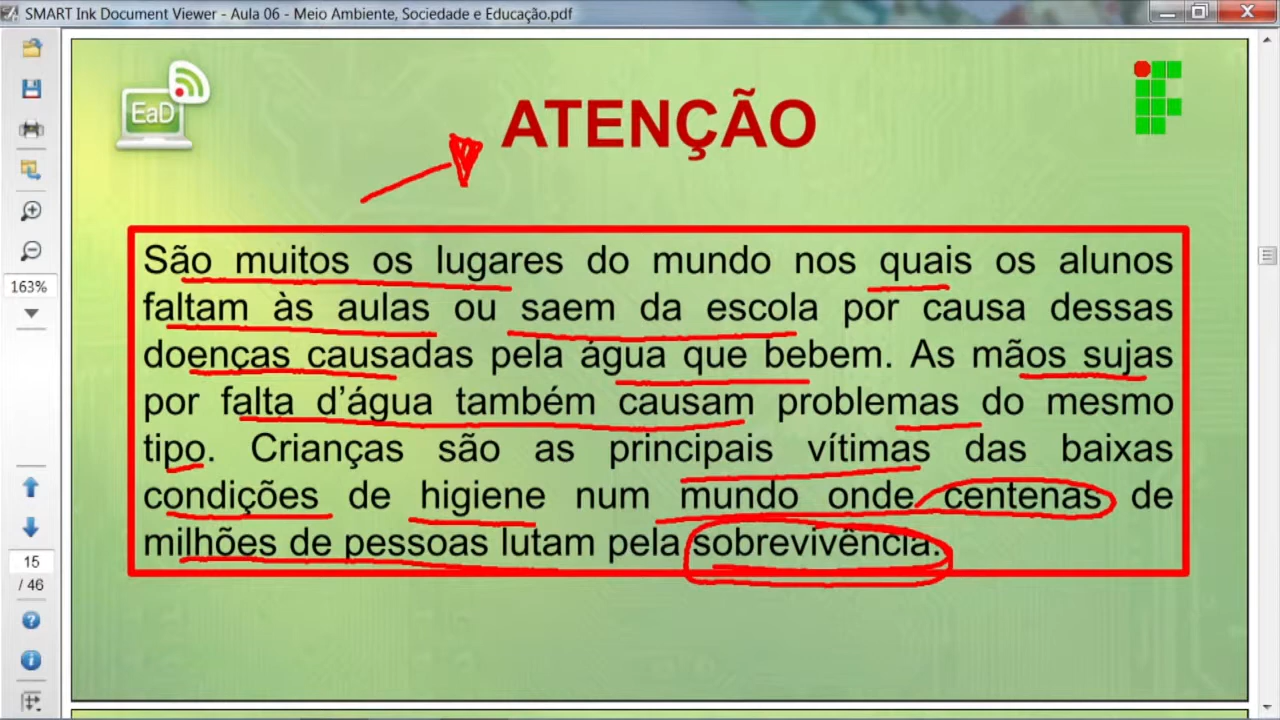 SMART Ink Document Viewer - Aula 06 - Meio Ambiente, Sociedade e Educação.pdf
EaD
ATENÇÃO
São muitos os lugares do mundo nos quais os alunos
faltam às aulas ou saem da escola por causa dessas
doenças causadas pela água que bebem. As mãos sujas
por falta d’água também causam problemas do mesmo
tipo. Crianças são as principais vítimas das baixas
condições de higiene num mundo onde centenas de
milhões de pessoas lutam pela sobrevivência.
163%
15
/ 46